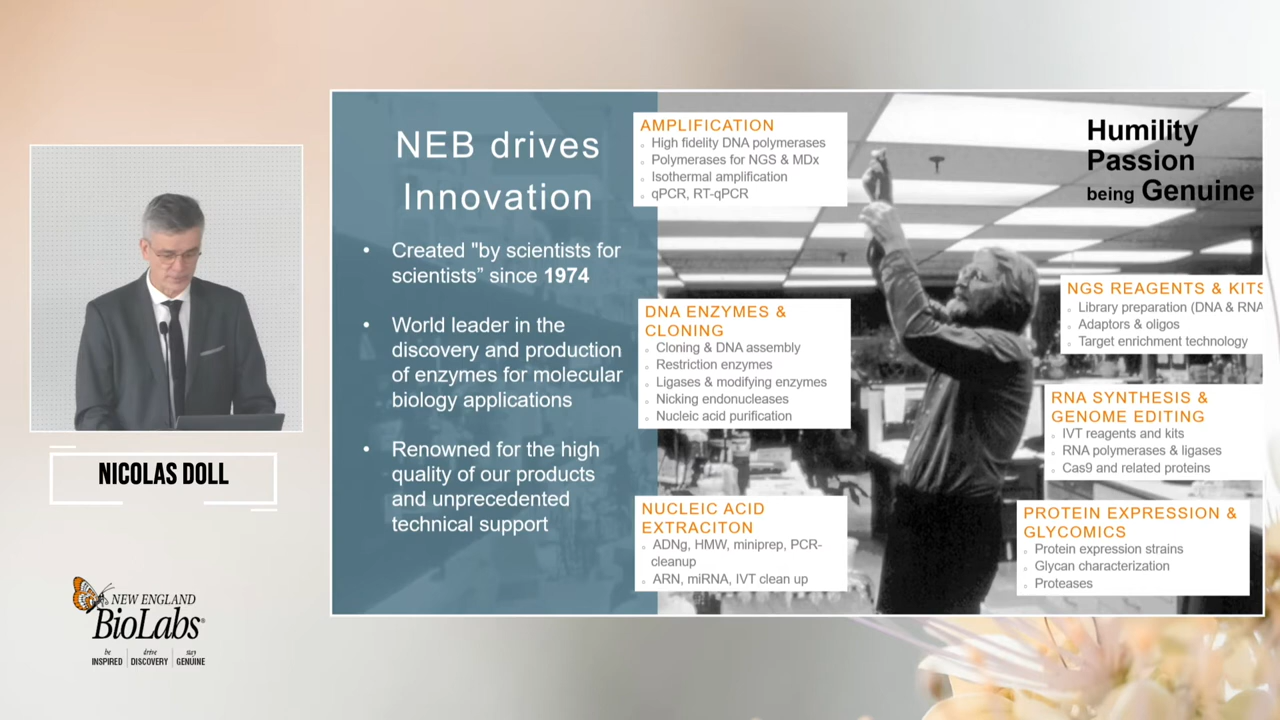 NEB drives
Innovation
• Created "by scientists for
scientists” since 1974
• World leader in the
discovery and production
of enzymes for molecular
biology applications
• Renowned for the high
quality of our products
and unprecedented
technical support
AMPLIFICATION
High fidelity DNA polymerases
Polymerases for NGS & MDx
Isothermal amplification
qPCR, RT-qPCR
DNA ENZYMES &
CLONING
Cloning & DNA assembly
Restriction enzymes
Ligases & modifying enzymes
Nicking endonucleases
Nucleic acid purification
NUCLEIC ACID
EXTRACITON
ADNg, HMW, miniprep, PCR-
cleanup
ARN, miRNA, IVT clean up
Humility
Passion
being Genuine
NGS REAGENTS & KITS
Library preparation (DNA & RNA
Adaptors & oligos
Target enrichment technology
RNA SYNTHESIS &
GENOME EDITING
IVT reagents and kits
RNA polymerases & ligases
Cas9 and related proteins
PROTEIN EXPRESSION &
GLYCOMICS
Protein expression strains
Glycan characterization
Proteases
NICOLAS DOLL
NEW ENGLAND
BioLabs®
be drive stay
INSPIRED DISCOVERY GENUINE